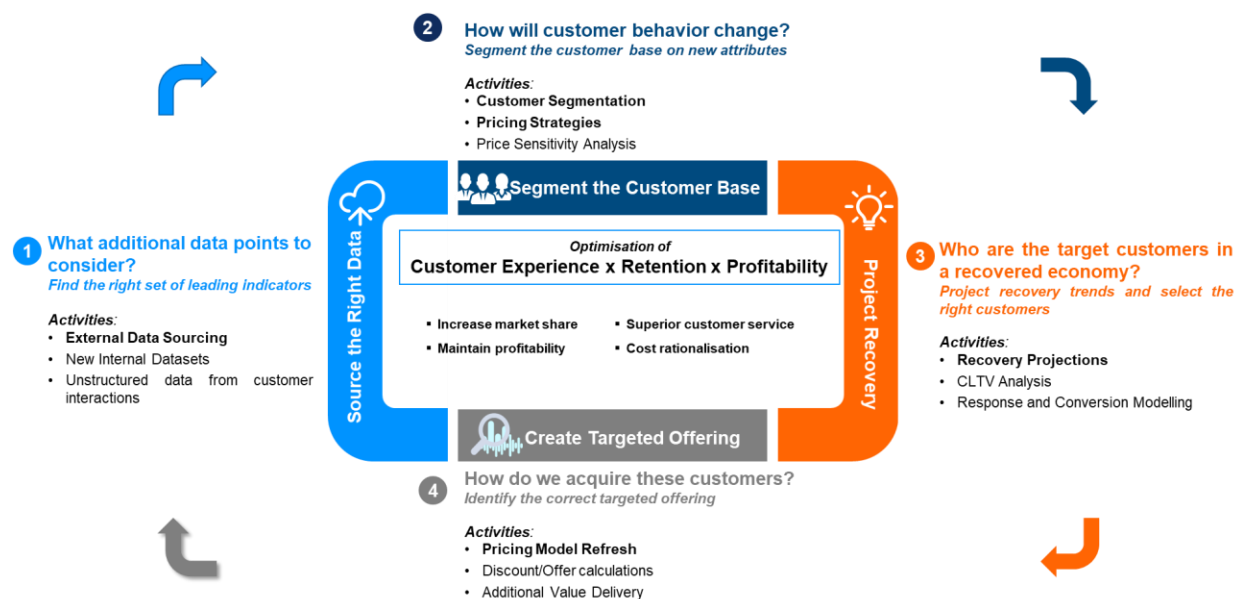 2
How will customer behavior change?
Segment the customer base on new attributes
Activities:
• Customer Segmentation
• Pricing Strategies
• Price Sensitivity Analysis
Segment the Customer Base
1
What additional data points to
consider?
Find the right set of leading indicators
Activities:
• External Data Sourcing
• New Internal Datasets
• Unstructured data from customer
interactions
Source the Right Data
Optimisation of
Customer Experience x Retention x Profitability
▪ Increase market share
▪ Maintain profitability
▪ Superior customer service
▪ Cost rationalisation
Project Recovery
3
Who are the target customers in
a recovered economy?
Project recovery trends and select the
right customers
Activities:
• Recovery Projections
• CLTV Analysis
• Response and Conversion Modelling
Create Targeted Offering
4
How do we acquire these customers?
Identify the correct targeted offering
Activities:
• Pricing Model Refresh
• Discount/Offer calculations
• Additional Value Delivery